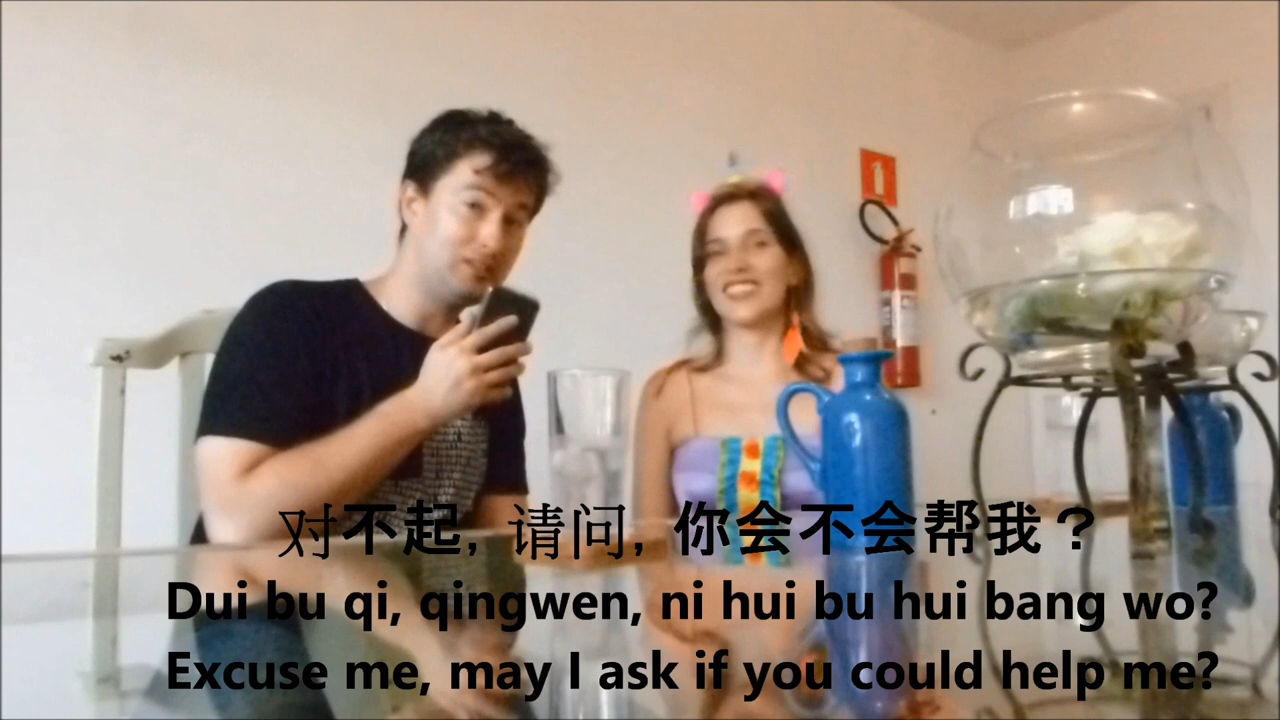 对不起, 请问, 你会不会帮我？
Dui bu qi, qingwen, ni hui bu hui bang wo?
Excuse me, may I ask if you could help me?